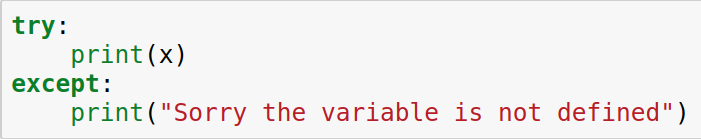 try:
    print(x)
except:
    print("Sorry the variable is not defined")